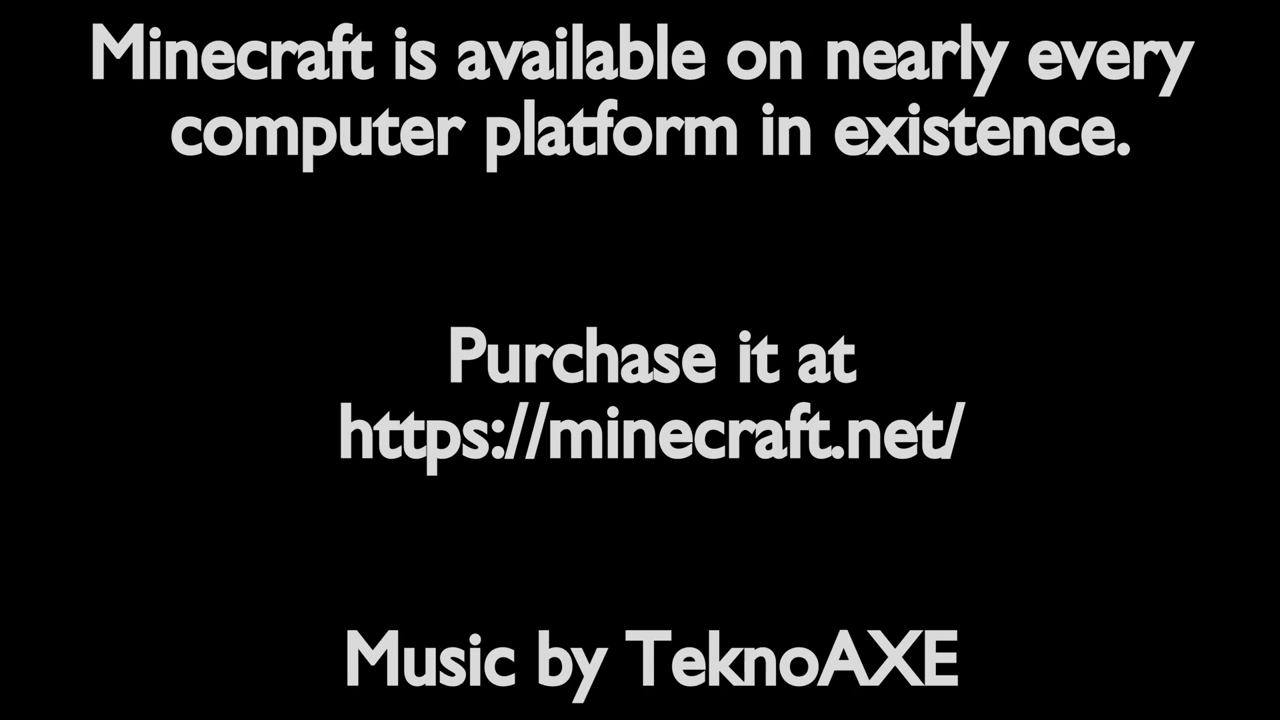 Minecraft is available on nearly every
computer platform in existence.
Purchase it at
https://minecraft.net/
Music by TeknoAXE